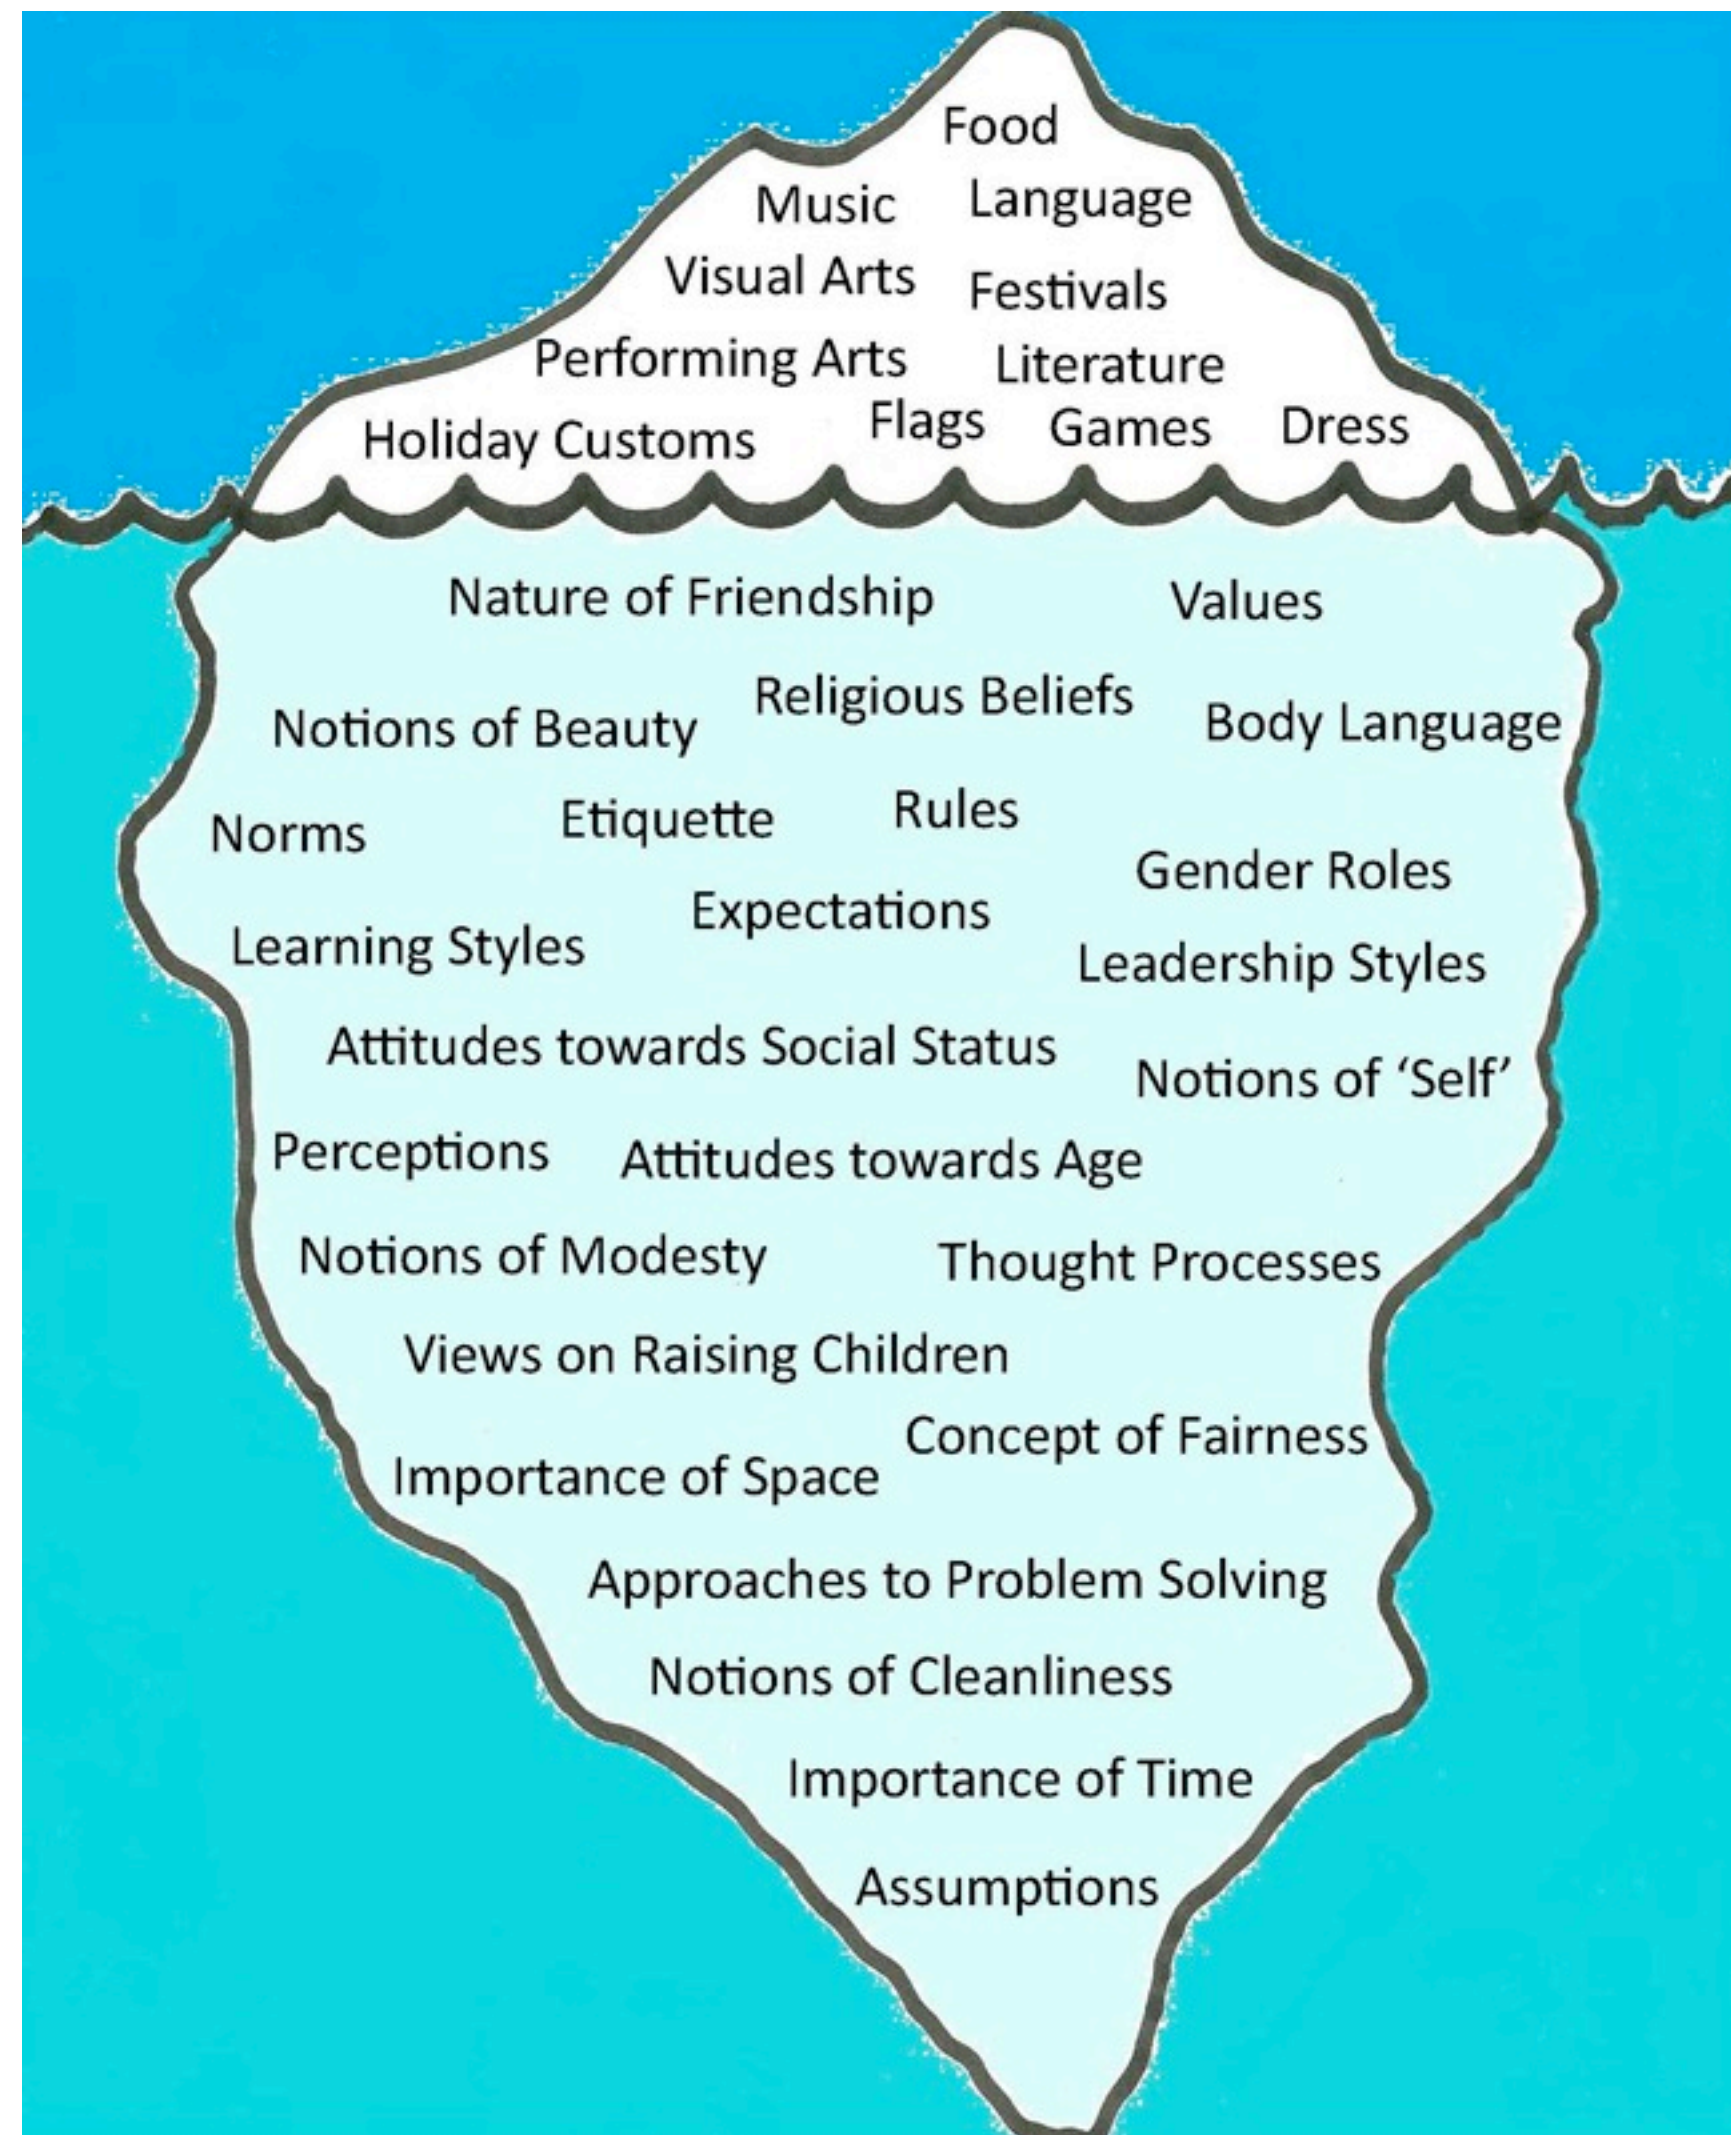 Food
Music Language
Visual Arts Festivals
Performing Arts Literature
Holiday Customs Flags Games Dress
Nature of Friendship Values
Notions of Beauty Religious Beliefs Body Language
Norms Etiquette Rules
Gender Roles
Expectations
Learning Styles
Leadership Styles
Attitudes towards Social Status
Notions of ‘Self’
Perceptions Attitudes towards Age
Notions of Modesty Thought Processes
Views on Raising Children
Concept of Fairness
Importance of Space
Approaches to Problem Solving
Notions of Cleanliness
Importance of Time
Assumptions